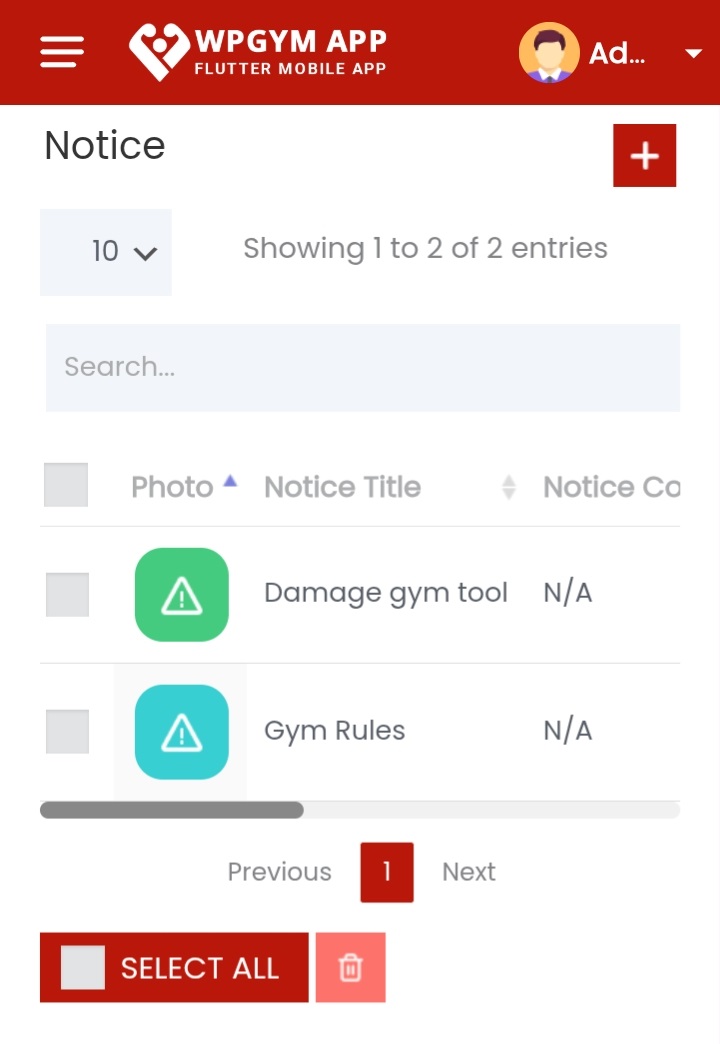 WPGYM APP
FLUTTER MOBILE APP
Ad...
Notice
10
Showing 1 to 2 of 2 entries
Search...
Photo Notice Title Notice Co
Damage gym tool N/A
Gym Rules N/A
Previous 1 Next
SELECT ALL